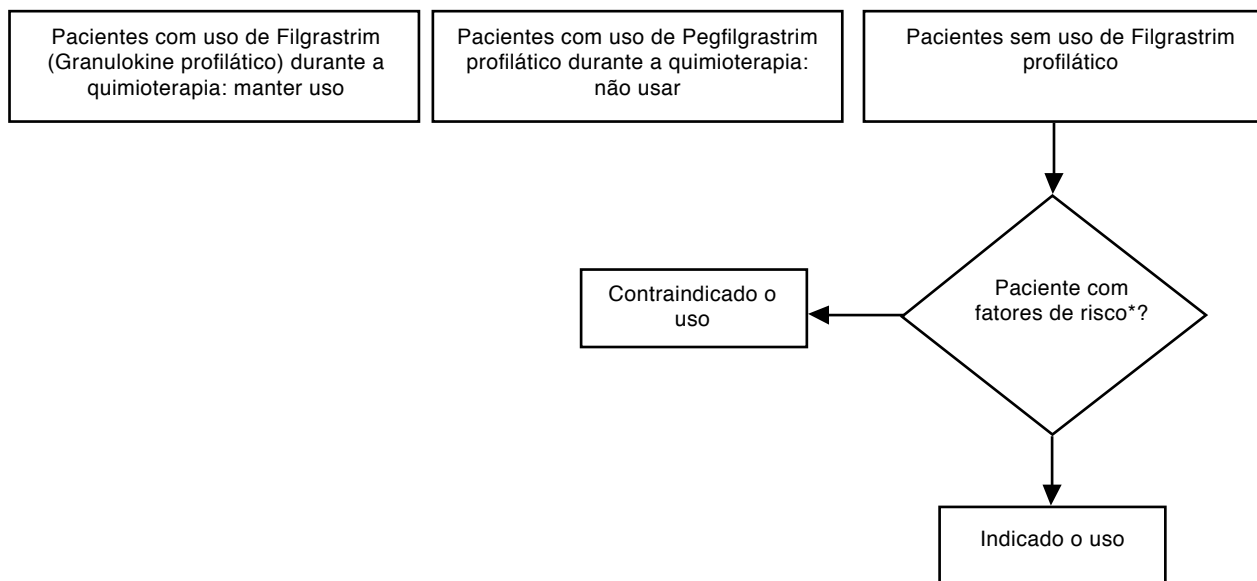 Pacientes com uso de Filgrastrim
(Granulokine profilático) durante a
quimioterapia: manter uso
Pacientes com uso de Pegfilgrastrim
profilático durante a quimioterapia:
não usar
Pacientes sem uso de Filgrastrim
profilático
Paciente com
fatores de risco*?
Contraindicado o
uso
Indicado o uso